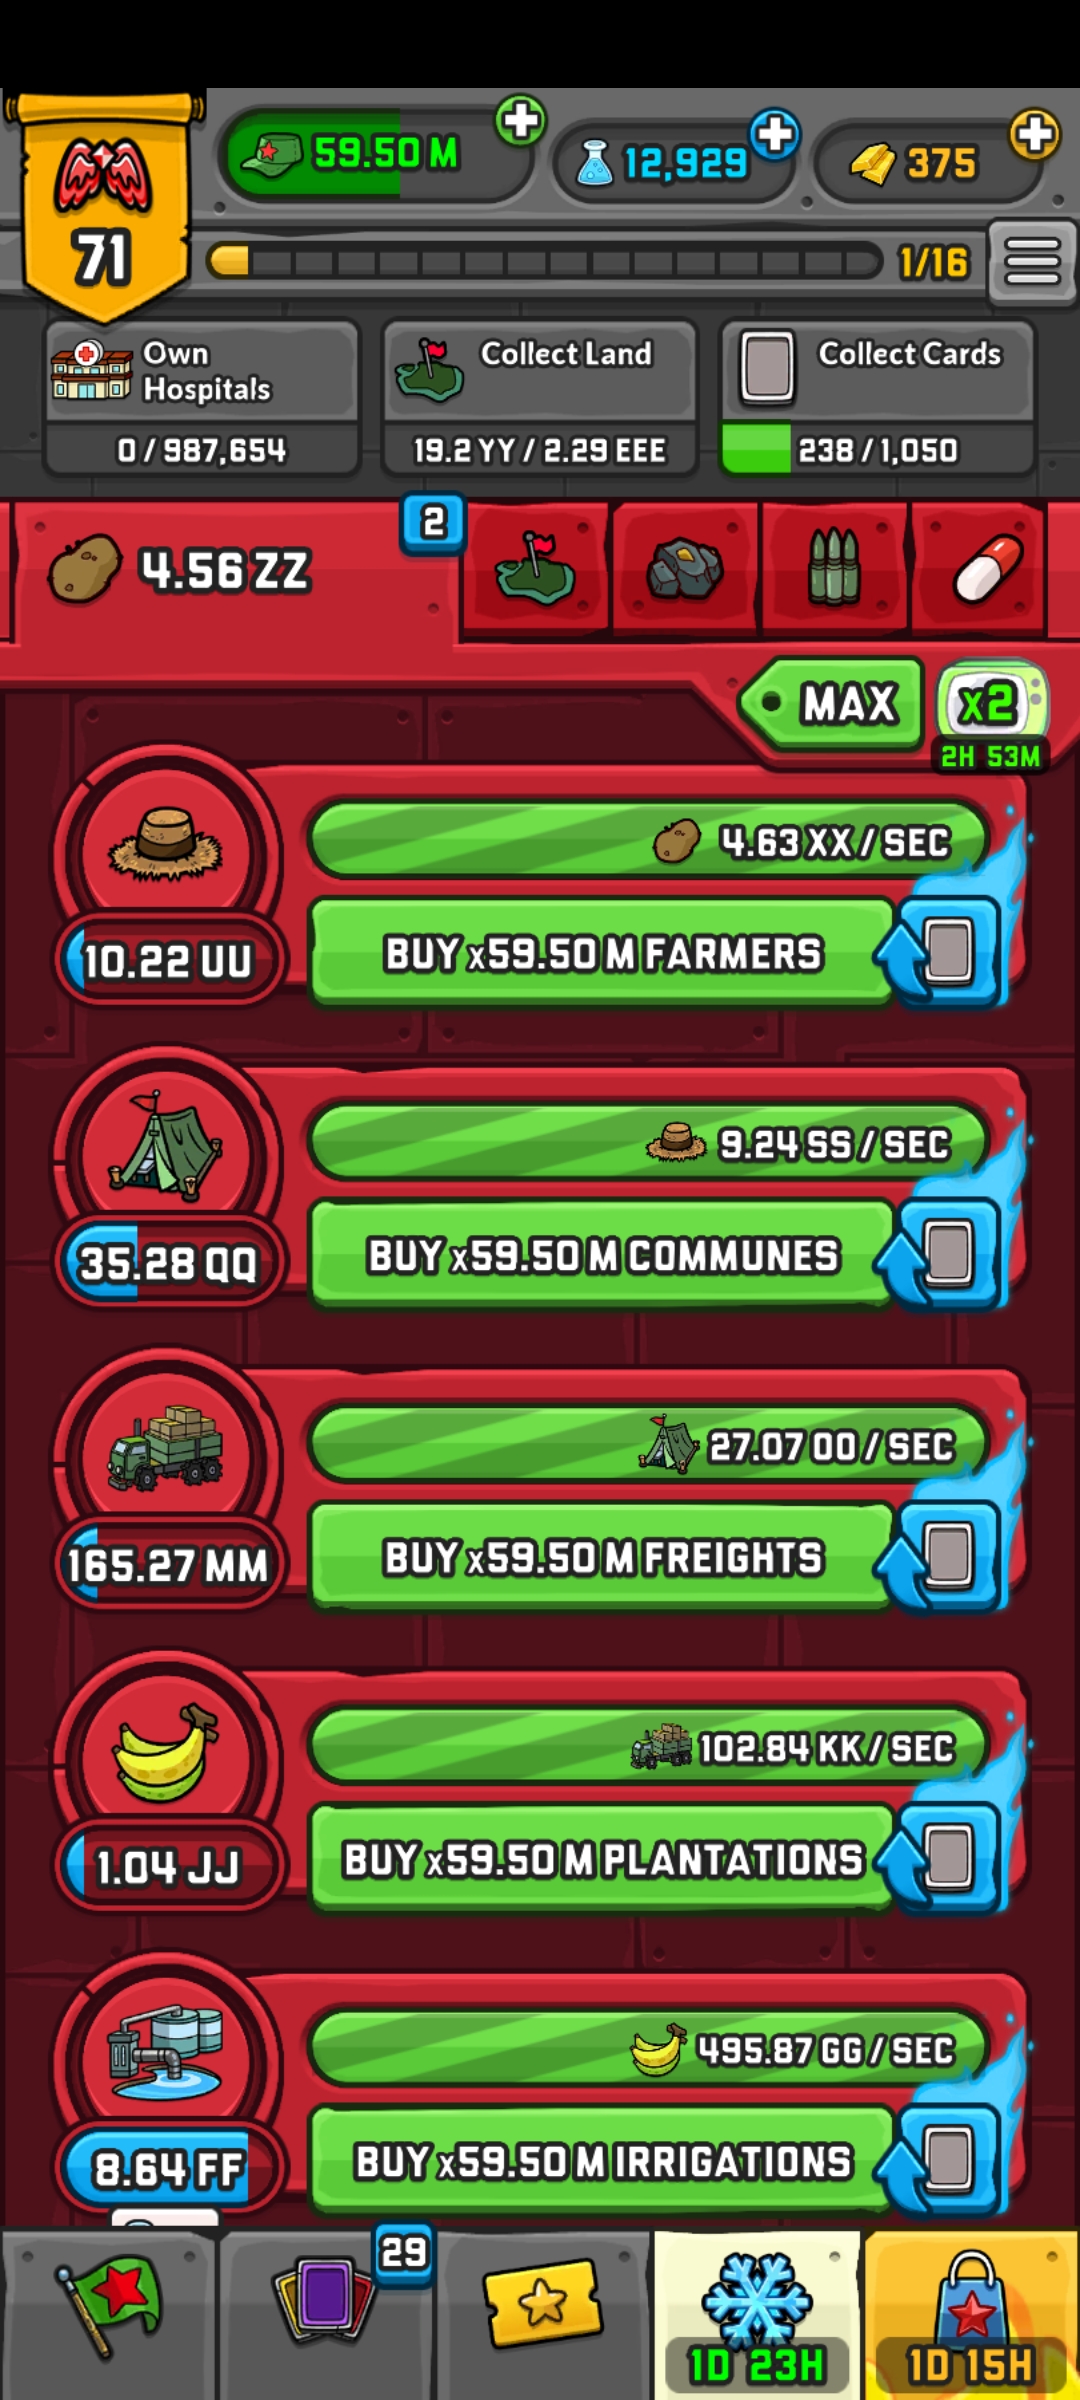 59.50 M
12,929
375
71
1/16
Own
Hospitals
0 / 987,654
Collect Land
19.2 YY / 2.29 EEE
Collect Cards
238 / 1,050
4.56 ZZ
2
MAX
x2
2H 53M
4.63 XX / SEC
10.22 UU
BUY x59.50 M FARMERS
9.24 SS / SEC
35.28 QQ
BUY x59.50 M COMMUNES
27.07 OO / SEC
165.27 MM
BUY x59.50 M FREIGHTS
102.84 KK / SEC
1.04 JJ
BUY x59.50 M PLANTATIONS
495.87 GG / SEC
8.64 FF
BUY x59.50 M IRRIGATIONS
29
1D 23H
1D 15H